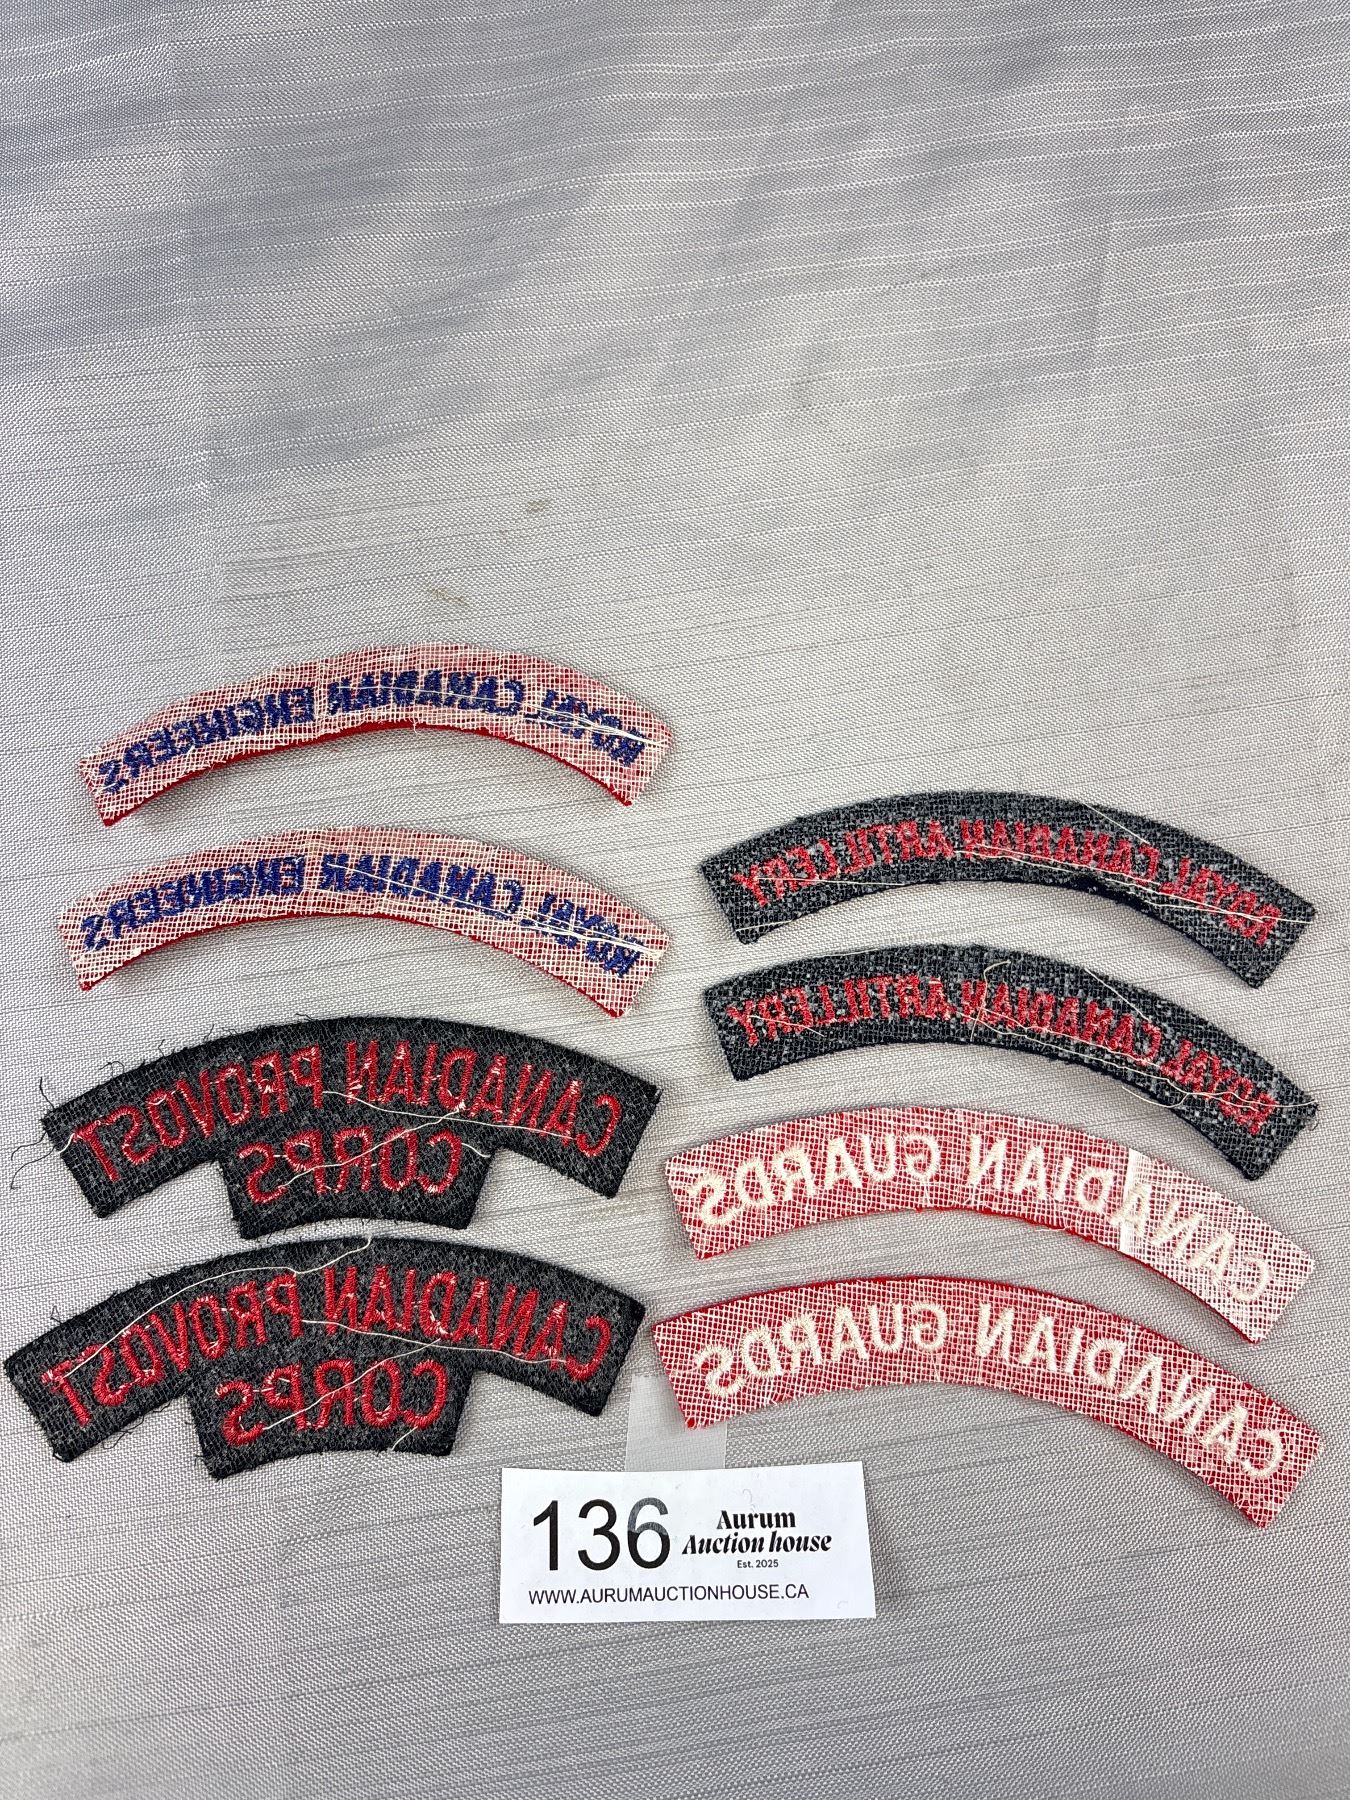 ROYAL CANADIAN ENGINEERS
ROYAL CANADIAN ENGINEERS
CANADIAN PROVOST
CORPS
CANADIAN PROVOST
CORPS
ROYAL CANADIAN ARTILLERY
ROYAL CANADIAN ARTILLERY
CANADIAN GUARDS
CANADIAN GUARDS
136
Aurum
Auction house
Est. 2025
WWW.AURUMAUCTIONHOUSE.CA